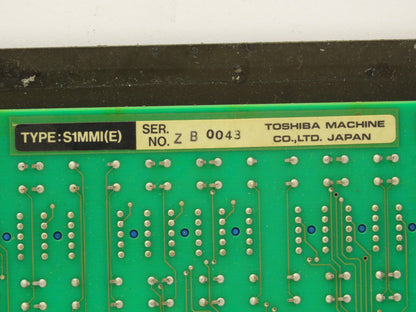 TYPE:S1MMI(E)
SER.
NO. Z B 0043
TOSHIBA MACHINE
CO.,LTD. JAPAN